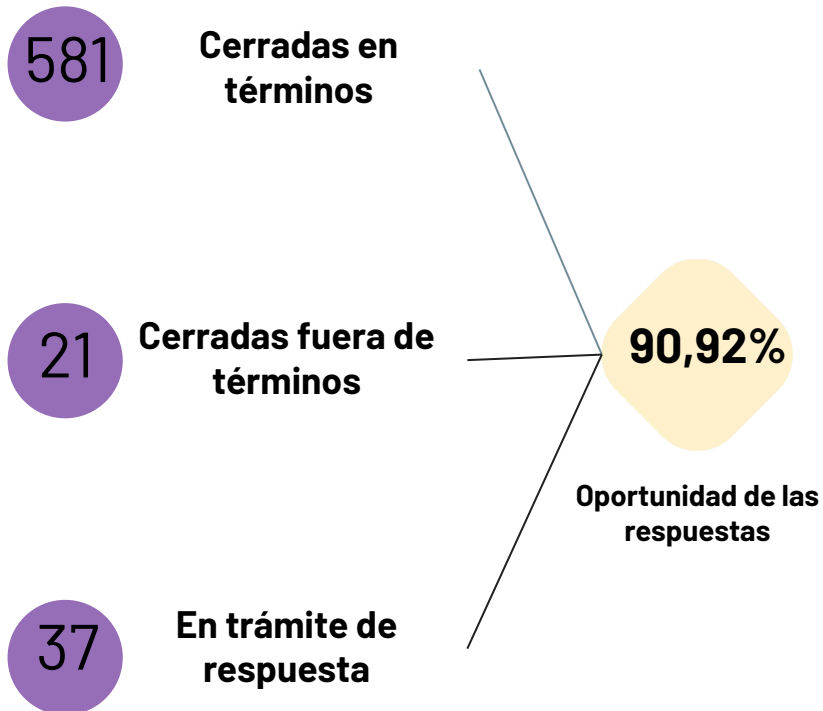 581
Cerradas en
términos
21
Cerradas fuera de
términos
37
En trámite de
respuesta
90,92%
Oportunidad de las
respuestas